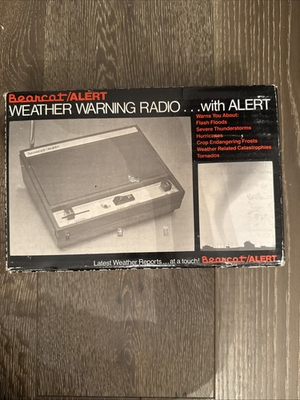 Bearcat/ALERT
WEATHER WARNING RADIO . . . with ALERT
Warns You About:
Flash Floods
Severe Thunderstorms
Hurricanes
Crop Endangering Frosts
Weather Related Catastrophies
Tornados
Latest Weather Reports . . . at a touch!
Bearcat/ALERT